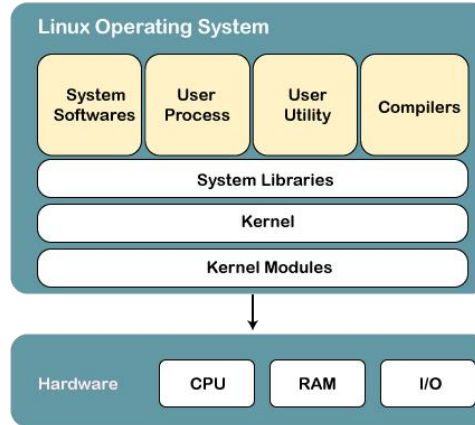 Linux Operating System
System
Softwares
User
Process
User
Utility
Compilers
System Libraries
Kernel
Kernel Modules
Hardware
CPU
RAM
I/O